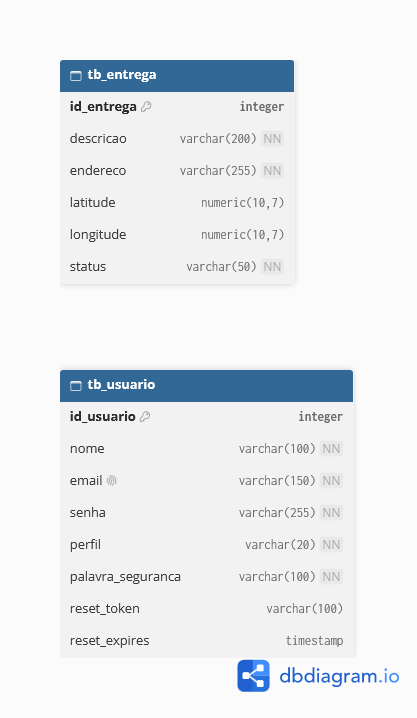 tb_entrega
id_entrega integer
descricao varchar(200) NN
endereco varchar(255) NN
latitude numeric(10,7)
longitude numeric(10,7)
status varchar(50) NN
tb_usuario
id_usuario integer
nome varchar(100) NN
email varchar(150) NN
senha varchar(255) NN
perfil varchar(20) NN
palavra_seguranca varchar(100) NN
reset_token varchar(100)
reset_expires timestamp
dbdiagram.io